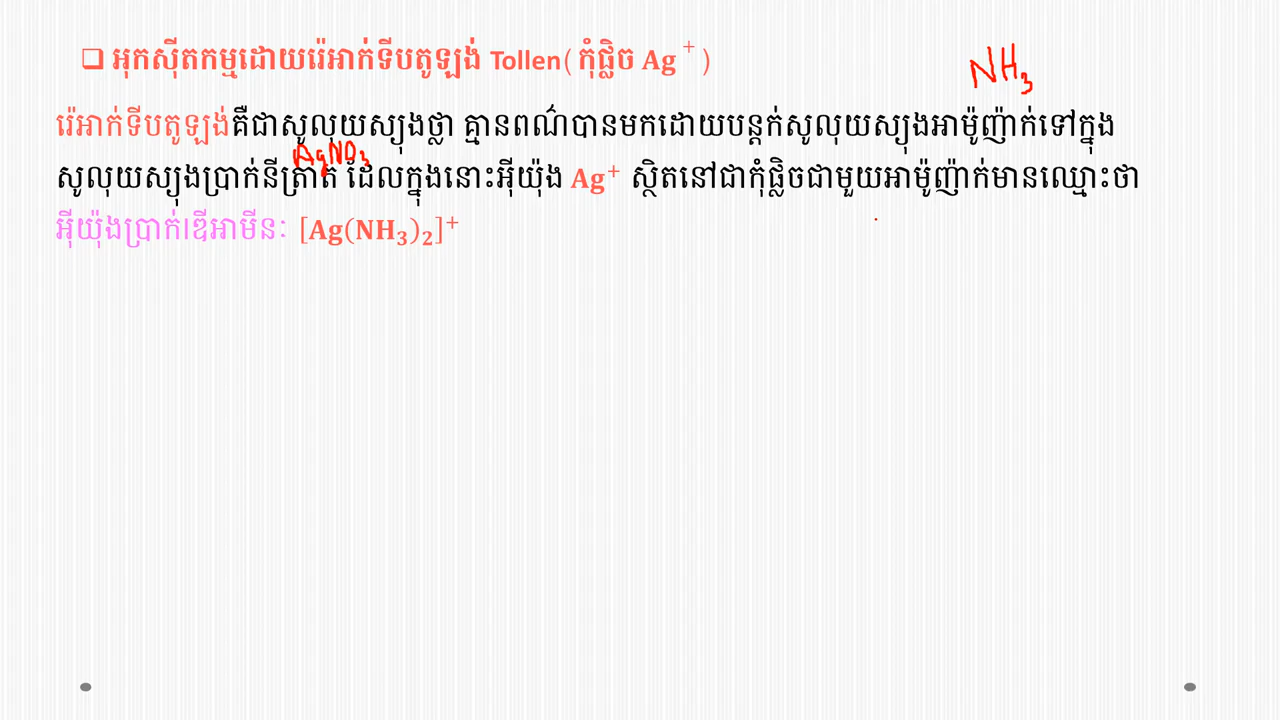 ❑ អុកស៊ីតកម្មដោយរ៉េអាក់ទីបតូឡង់ Tollen( កុំផ្លិច Ag⁺ )
NH₃
រ៉េអាក់ទីបតូឡង់គឺជាសូលុយស្យុងថ្លា គ្មានពណ៌បានមកដោយបន្តក់សូលុយស្យុងអាម៉ូញ៉ាក់ទៅក្នុង
AgNO₃
សូលុយស្យុងប្រាក់នីត្រាត ដែលក្នុងនោះអ៊ីយ៉ុង Ag⁺ ស្ថិតនៅជាកុំផ្លិចជាមួយអាម៉ូញ៉ាក់មានឈ្មោះថា
អ៊ីយ៉ុងប្រាក់ឌីអាមីនៈ [Ag(NH₃)₂]⁺